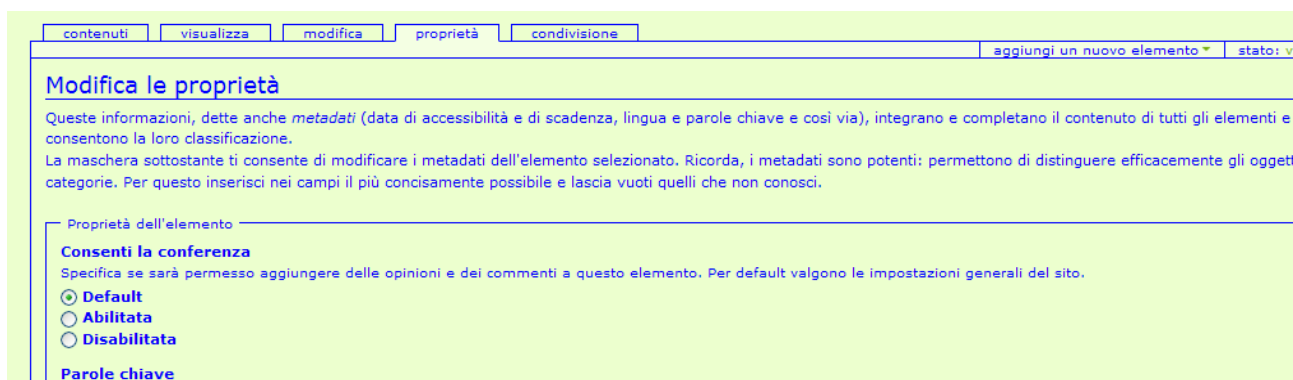 contenuti visualizza modifica proprietà condivisione
aggiungi un nuovo elemento stato: v
Modifica le proprietà
Queste informazioni, dette anche metadati (data di accessibilità e di scadenza, lingua e parole chiave e così via), integrano e completano il contenuto di tutti gli elementi e
consentono la loro classificazione.
La maschera sottostante ti consente di modificare i metadati dell'elemento selezionato. Ricorda, i metadati sono potenti: permettono di distinguere efficacemente gli oggett
categorie. Per questo inserisci nei campi il più concisamente possibile e lascia vuoti quelli che non conosci.
Proprietà dell'elemento
Consenti la conferenza
Specifica se sarà permesso aggiungere delle opinioni e dei commenti a questo elemento. Per default valgono le impostazioni generali del sito.
Default
Abilitata
Disabilitata
Parole chiave